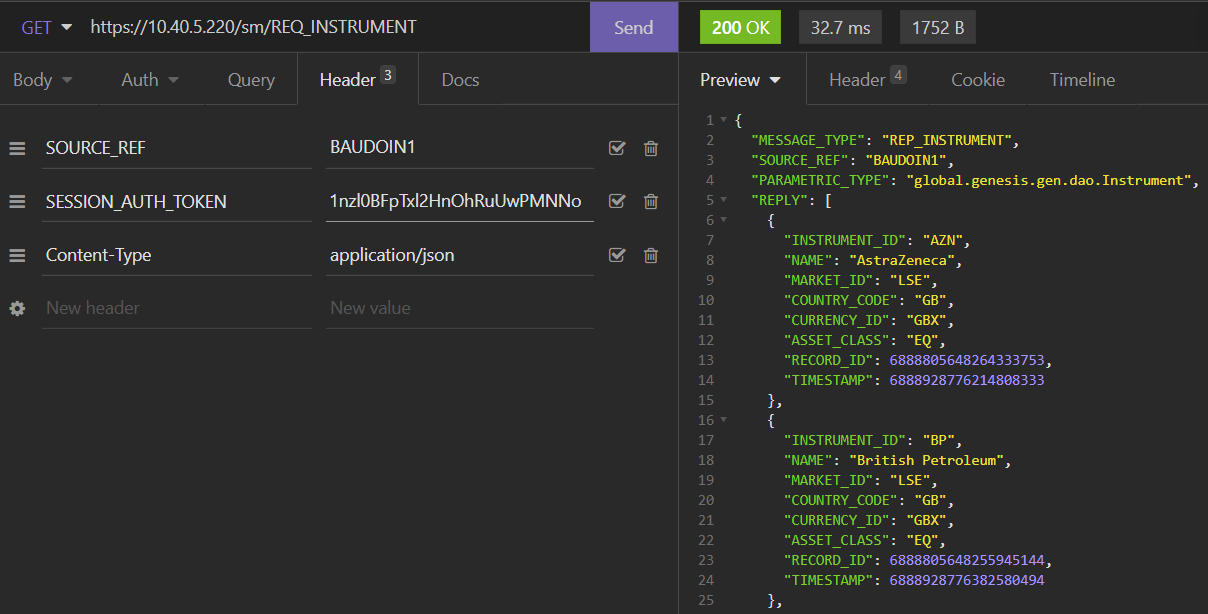 GET https://10.40.5.220/sm/REQ_INSTRUMENT Send 200 OK 32.7 ms 1752 B
Body Auth Query Header 3 Docs
SOURCE_REF BAUDOIN1
SESSION_AUTH_TOKEN 1nzl0BFpTxl2HnOhRuUwPMNNo
Content-Type application/json
New header New value
Preview Header 4 Cookie Timeline
1 {
2 "MESSAGE_TYPE": "REP_INSTRUMENT",
3 "SOURCE_REF": "BAUDOIN1",
4 "PARAMETRIC_TYPE": "global.genesis.gen.dao.Instrument",
5 "REPLY": [
6 {
7 "INSTRUMENT_ID": "AZN",
8 "NAME": "AstraZeneca",
9 "MARKET_ID": "LSE",
10 "COUNTRY_CODE": "GB",
11 "CURRENCY_ID": "GBX",
12 "ASSET_CLASS": "EQ",
13 "RECORD_ID": 6888805648264333753,
14 "TIMESTAMP": 6888928776214808333
15 },
16 {
17 "INSTRUMENT_ID": "BP",
18 "NAME": "British Petroleum",
19 "MARKET_ID": "LSE",
20 "COUNTRY_CODE": "GB",
21 "CURRENCY_ID": "GBX",
22 "ASSET_CLASS": "EQ",
23 "RECORD_ID": 6888805648255945144,
24 "TIMESTAMP": 6888928776382580494
25 },